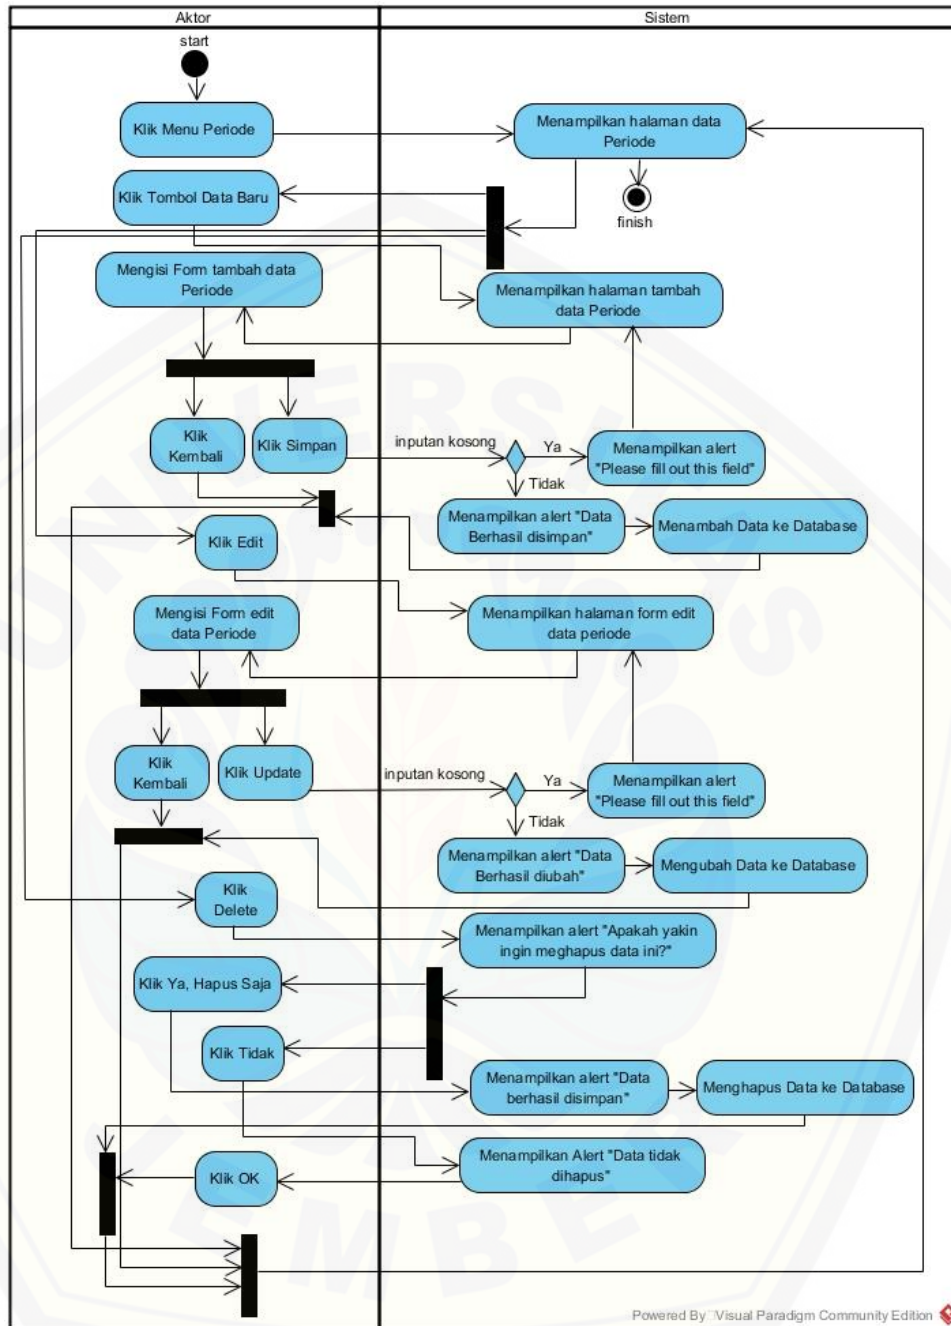 Aktor
Sistem
start
Klik Menu Periode
Menampilkan halaman data
Periode
Klik Tombol Data Baru
finish
Mengisi Form tambah data
Periode
Menampilkan halaman tambah
data Periode
Klik
Kembali
Klik Simpan
inputan kosong
Ya
Menampilkan alert
"Please fill out this field"
Tidak
Menampilkan alert "Data
Berhasil disimpan"
Menambah Data ke Database
Klik Edit
Mengisi Form edit
data Periode
Menampilkan halaman form edit
data periode
Klik
Kembali
Klik Update
inputan kosong
Ya
Menampilkan alert
"Please fill out this field"
Tidak
Menampilkan alert "Data
Berhasil diubah"
Mengubah Data ke Database
Klik
Delete
Menampilkan alert "Apakah yakin
ingin meghapus data ini?"
Klik Ya, Hapus Saja
Klik Tidak
Menampilkan alert "Data
berhasil disimpan"
Menghapus Data ke Database
Menampilkan Alert "Data tidak
dihapus"
Klik OK
UNIVERSITAS
JEMBER
Powered By Visual Paradigm Community Edition